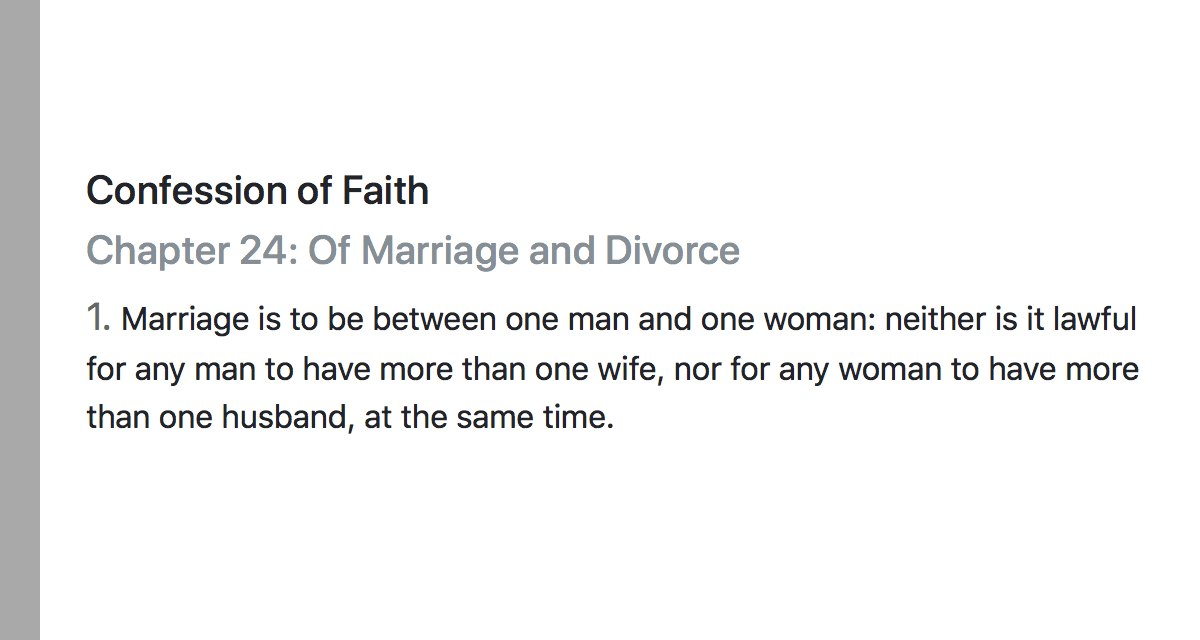 Confession of Faith
Chapter 24: Of Marriage and Divorce
1. Marriage is to be between one man and one woman: neither is it lawful
for any man to have more than one wife, nor for any woman to have more
than one husband, at the same time.